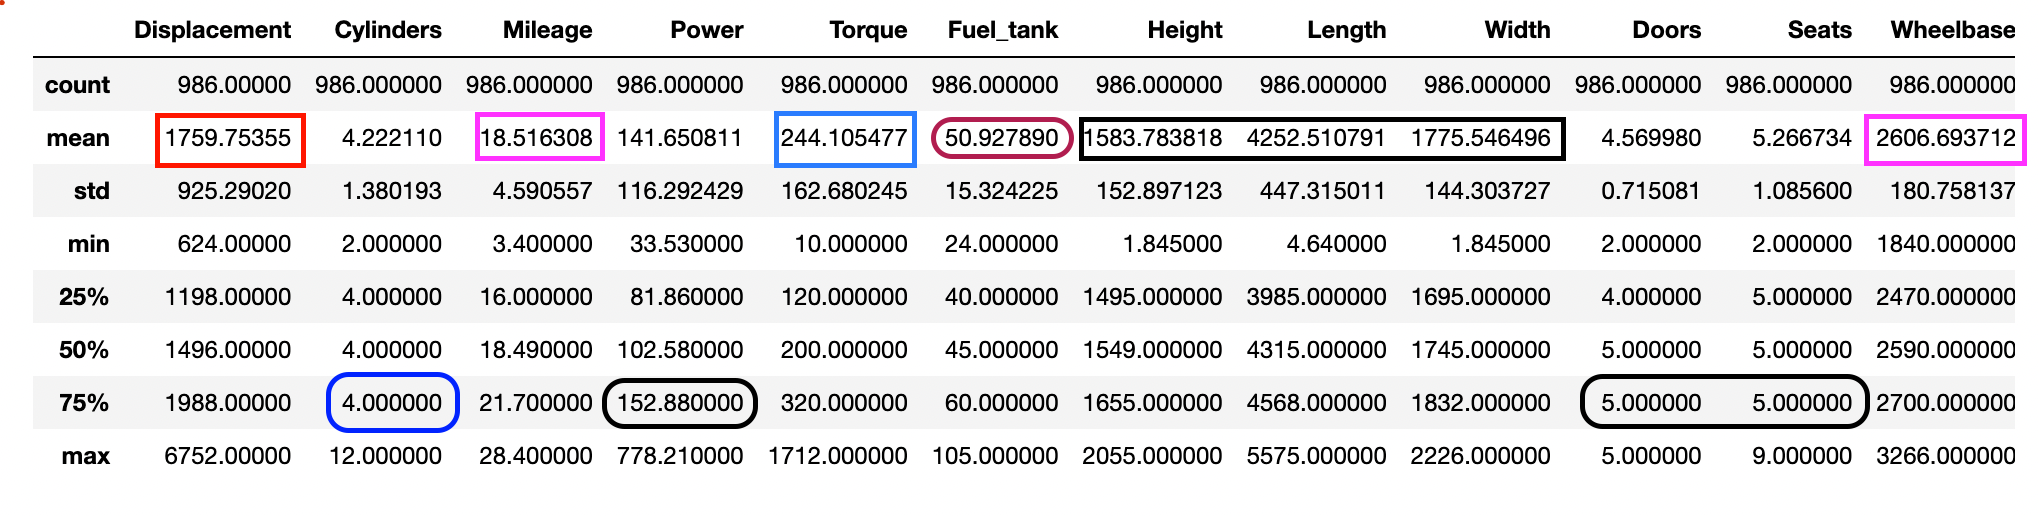 Displacement Cylinders Mileage Power Torque Fuel_tank Height Length Width Doors Seats Wheelbase
count 986.00000 986.000000 986.000000 986.000000 986.000000 986.000000 986.000000 986.000000 986.000000 986.000000 986.000000 986.000000
mean 1759.75355 4.222110 18.516308 141.650811 244.105477 50.927890 1583.783818 4252.510791 1775.546496 4.569980 5.266734 2606.693712
std 925.29020 1.380193 4.590557 116.292429 162.680245 15.324225 152.897123 447.315011 144.303727 0.715081 1.085600 180.758137
min 624.00000 2.000000 3.400000 33.530000 10.000000 24.000000 1.845000 4.640000 1.845000 2.000000 2.000000 1840.000000
25% 1198.00000 4.000000 16.000000 81.860000 120.000000 40.000000 1495.000000 3985.000000 1695.000000 4.000000 5.000000 2470.000000
50% 1496.00000 4.000000 18.490000 102.580000 200.000000 45.000000 1549.000000 4315.000000 1745.000000 5.000000 5.000000 2590.000000
75% 1988.00000 4.000000 21.700000 152.880000 320.000000 60.000000 1655.000000 4568.000000 1832.000000 5.000000 5.000000 2700.000000
max 6752.00000 12.000000 28.400000 778.210000 1712.000000 105.000000 2055.000000 5575.000000 2226.000000 5.000000 9.000000 3266.000000